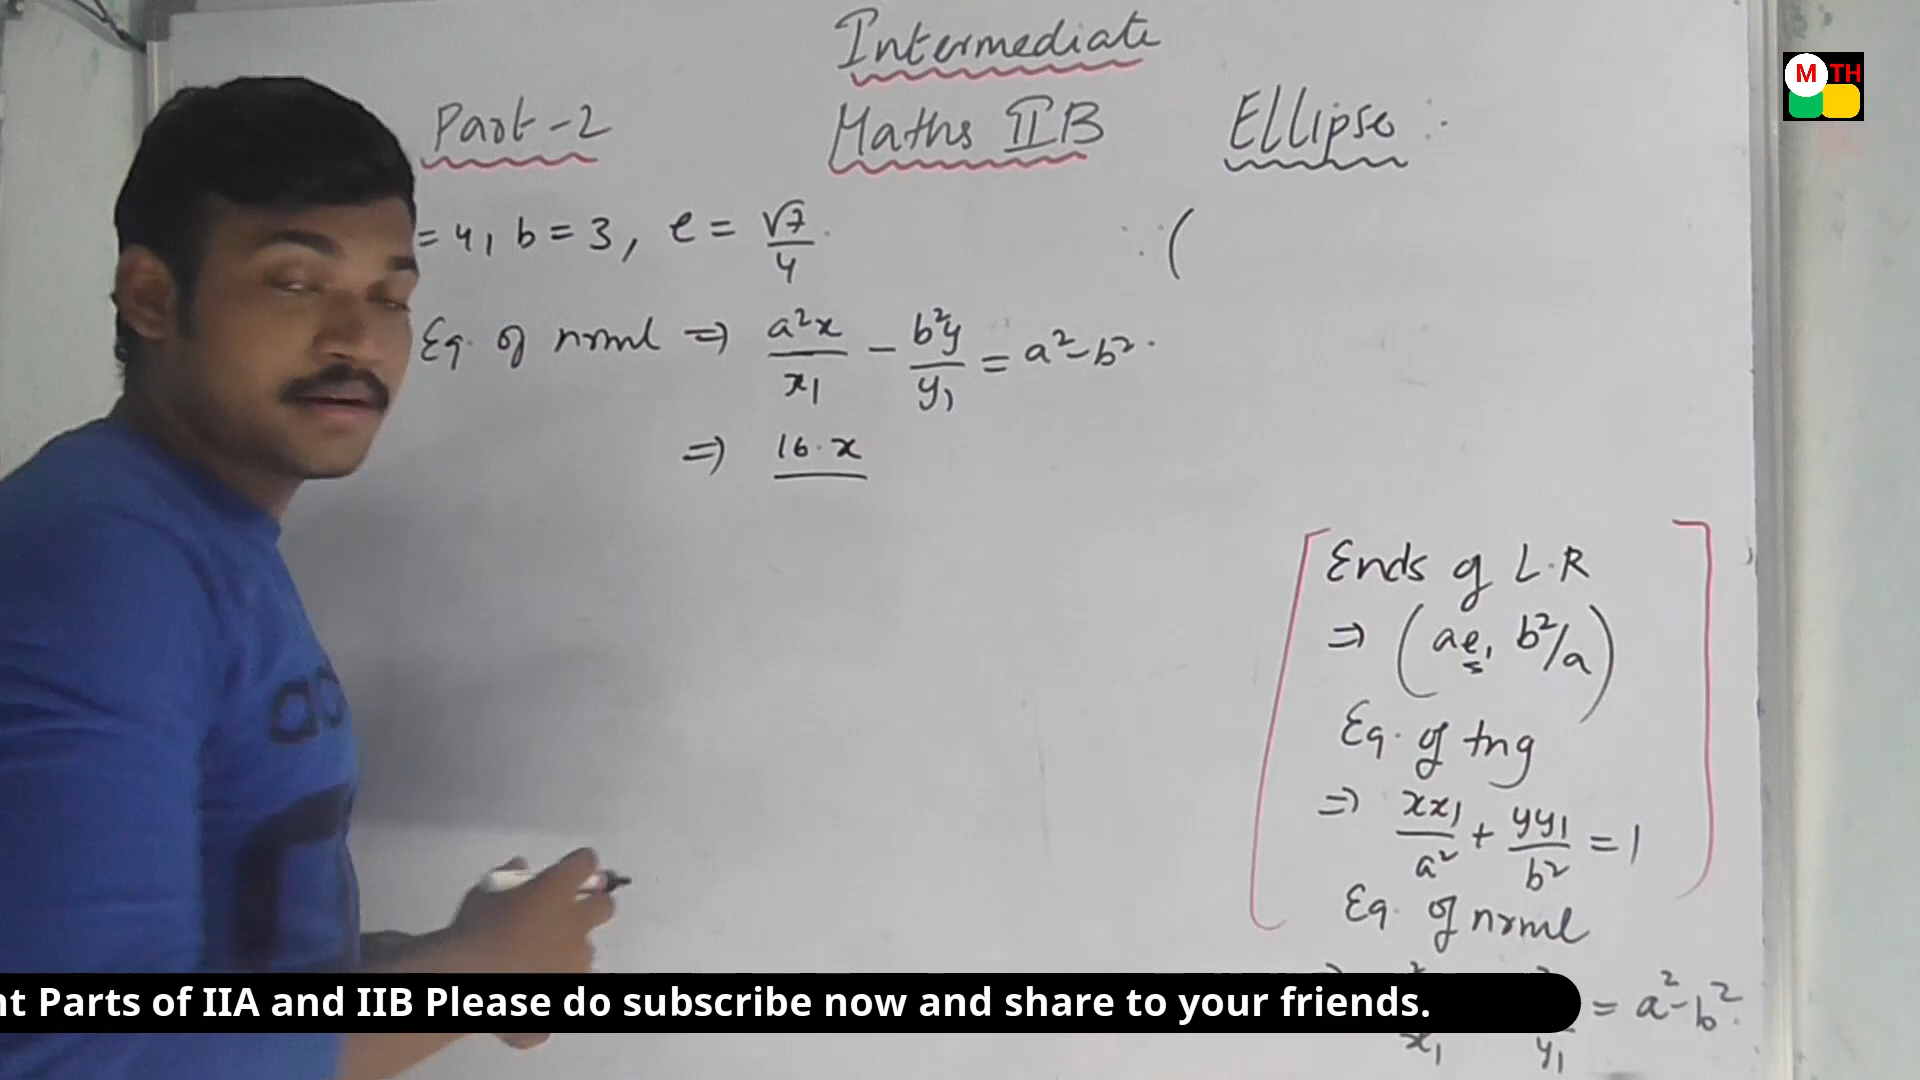 Intermediate
Part-2 Maths IIB Ellipse :
= 4, b = 3, e = √7/4
∴ (
Eq. of nrml ⇒ a²x/x₁ − b²y/y₁ = a²-b².
⇒ 16·x
Ends of L.R
⇒ (ae, b²/a)
Eq. of tng
⇒ xx₁/a² + yy₁/b² = 1
Eq. of nrml
= a²-b²
x₁ y₁
M TH
nt Parts of IIA and IIB Please do subscribe now and share to your friends.